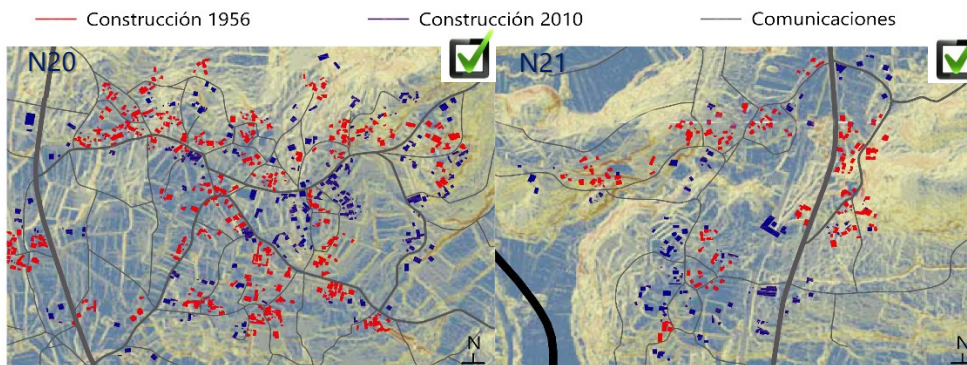 Construcción 1956
Construcción 2010
Comunicaciones
N20
N21
N
N